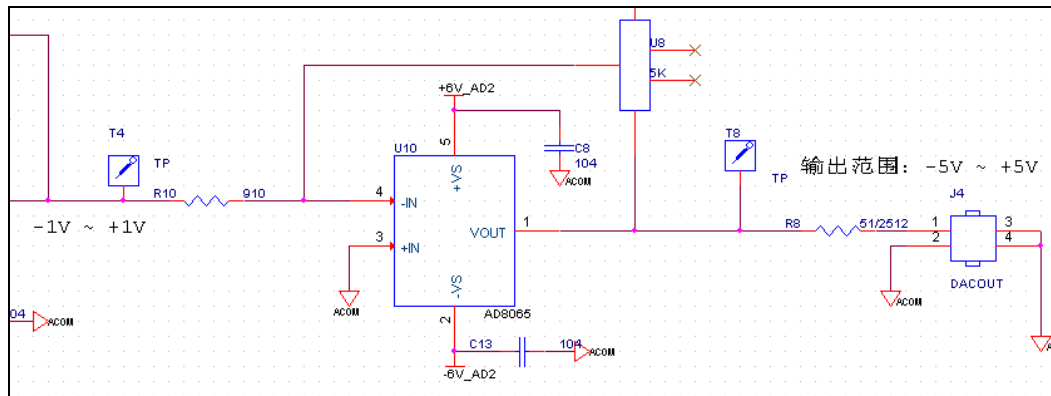 U8
5K
+6V_AD2
T4
TP
U10
5
+VS
C8
104
ACOM
T8
TP
输出范围: -5V ~ +5V
R10
910
4
-IN
-1V ~ +1V
3
+IN
VOUT
1
R8
51/2512
J4
1
2
3
4
DACOUT
ACOM
ACOM
-VS
2
AD8065
04
ACOM
C13
104
ACOM
-6V_AD2